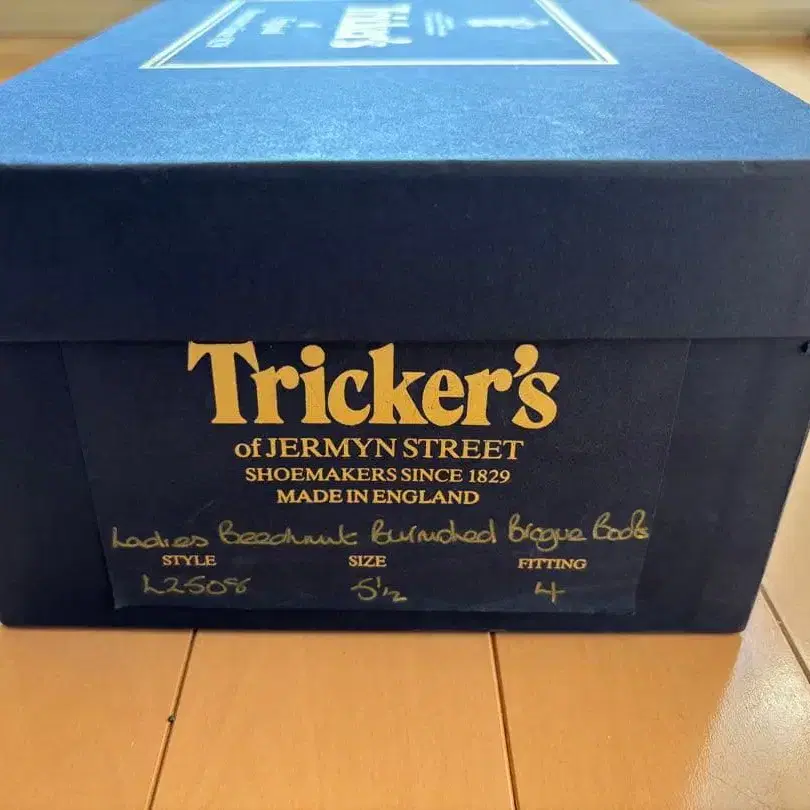 Tricker's
Tricker's
of JERMYN STREET
SHOEMAKERS SINCE 1829
MADE IN ENGLAND
Ladies Beechnut Burnished Brogue Boots
STYLE SIZE FITTING
L2508 5½ 4